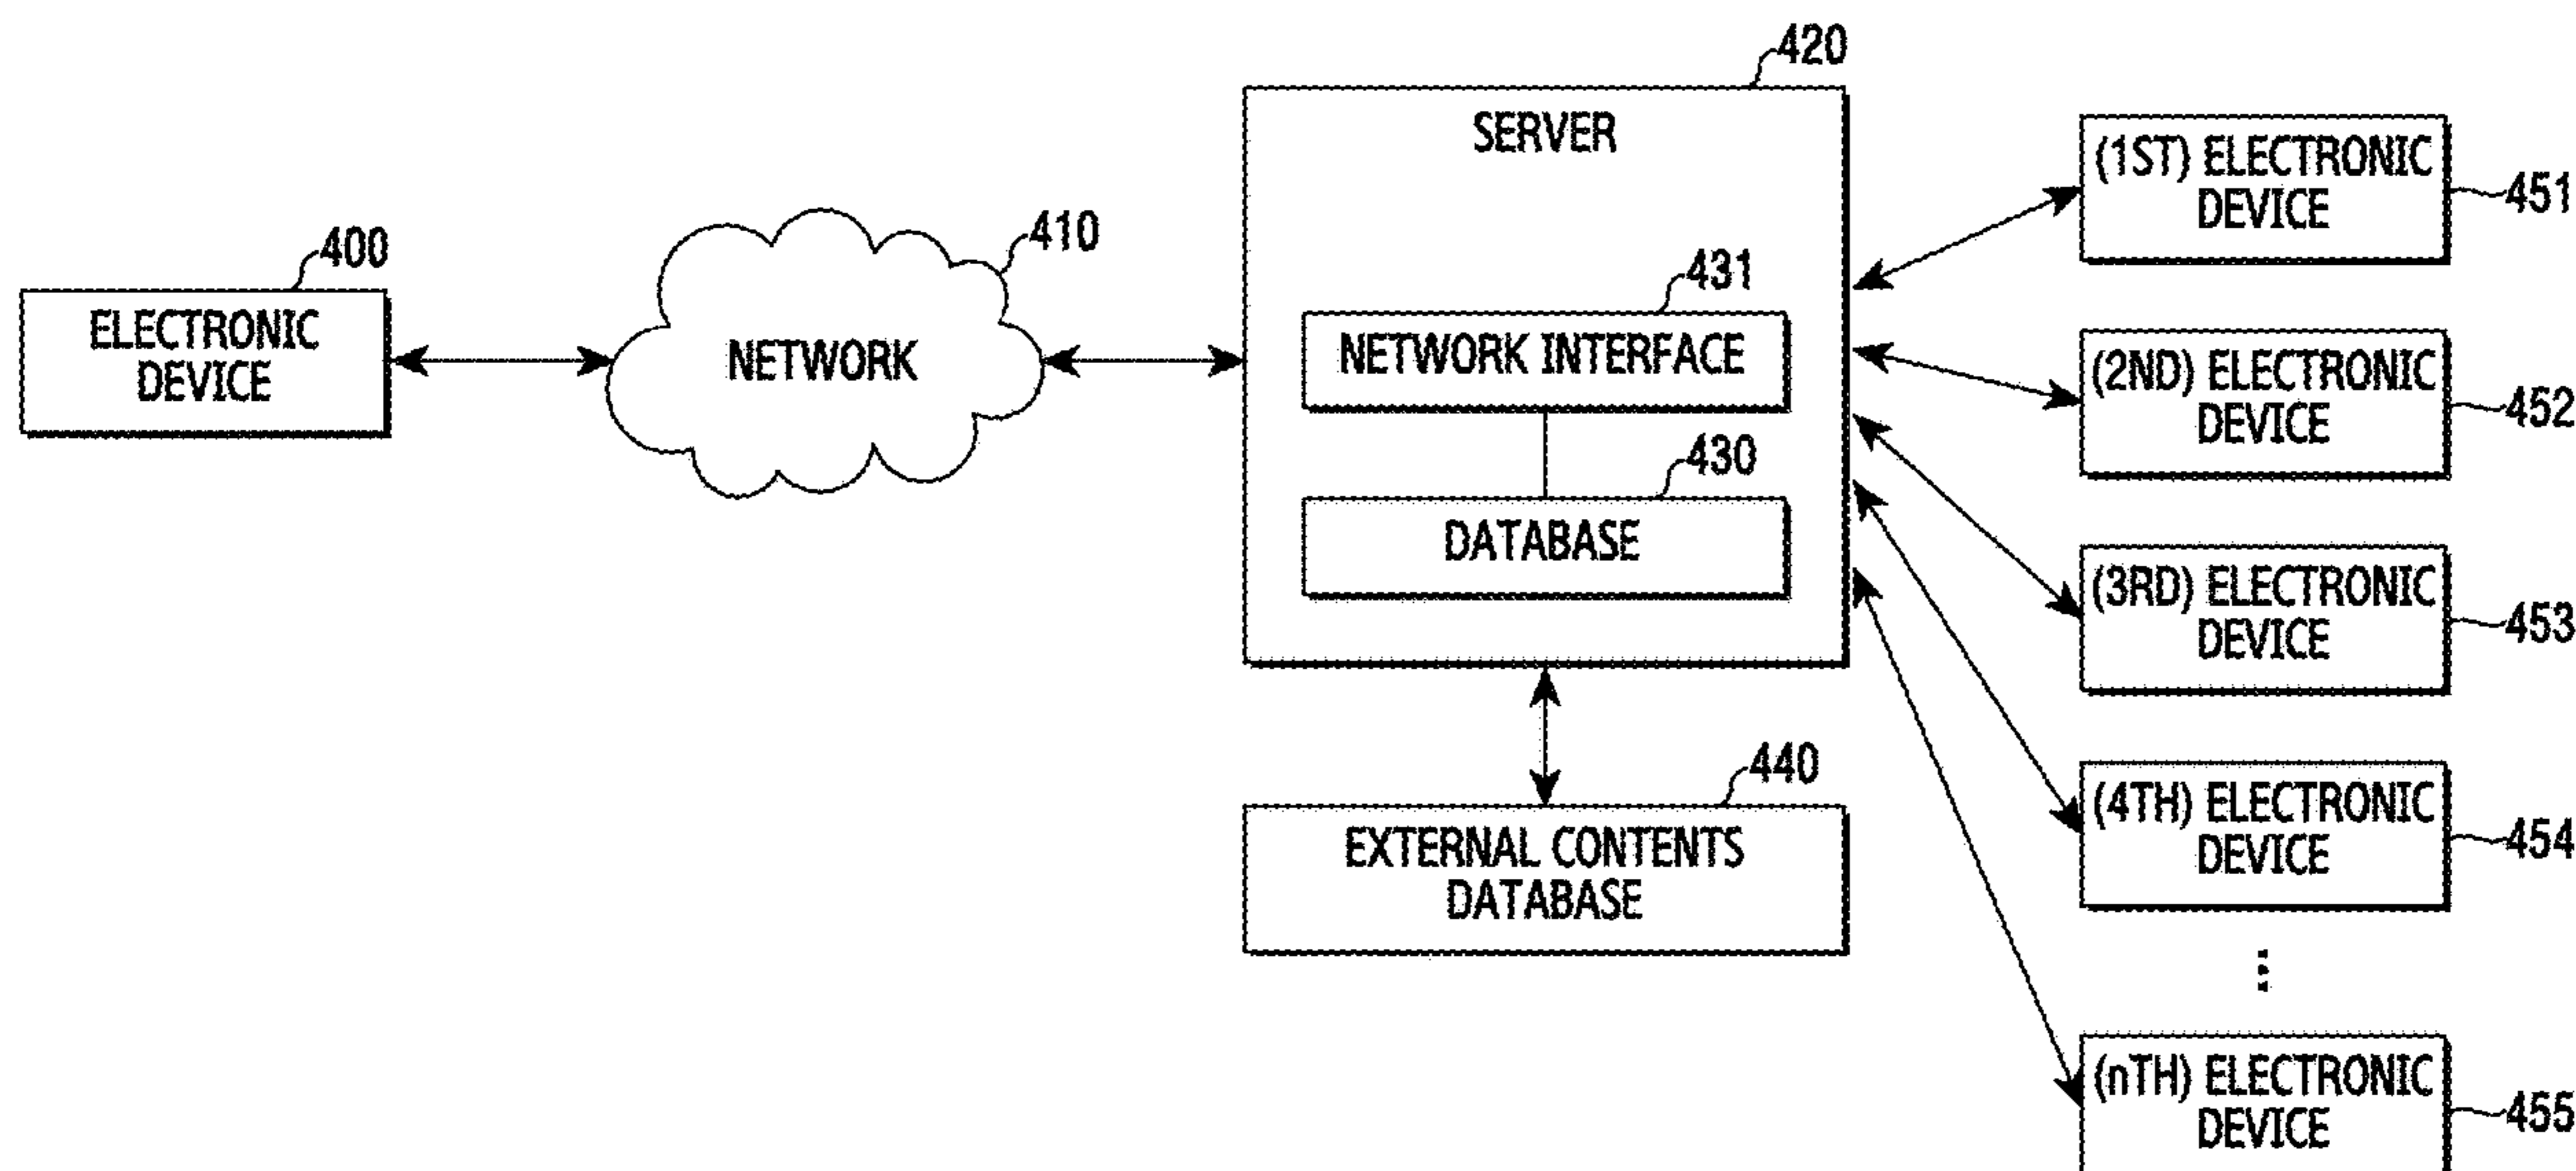 400
ELECTRONIC
DEVICE
410
NETWORK
420
SERVER
431
NETWORK INTERFACE
430
DATABASE
440
EXTERNAL CONTENTS
DATABASE
(1ST) ELECTRONIC
DEVICE
451
(2ND) ELECTRONIC
DEVICE
452
(3RD) ELECTRONIC
DEVICE
453
(4TH) ELECTRONIC
DEVICE
454
(nTH) ELECTRONIC
DEVICE
455